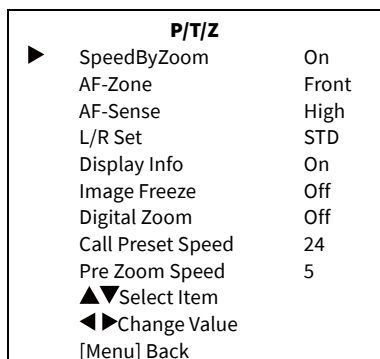 P/T/Z
▶ SpeedByZoom On
AF-Zone Front
AF-Sense High
L/R Set STD
Display Info On
Image Freeze Off
Digital Zoom Off
Call Preset Speed 24
Pre Zoom Speed 5
▲▼Select Item
◀▶Change Value
[Menu] Back